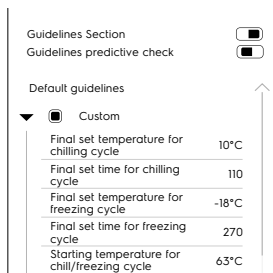 Guidelines Section
Guidelines predictive check
Default guidelines
Custom
Final set temperature for
chilling cycle
10°C
Final set time for chilling
cycle
110
Final set temperature for
freezing cycle
-18°C
Final set time for freezing
cycle
270
Starting temperature for
chill/freezing cycle
63°C